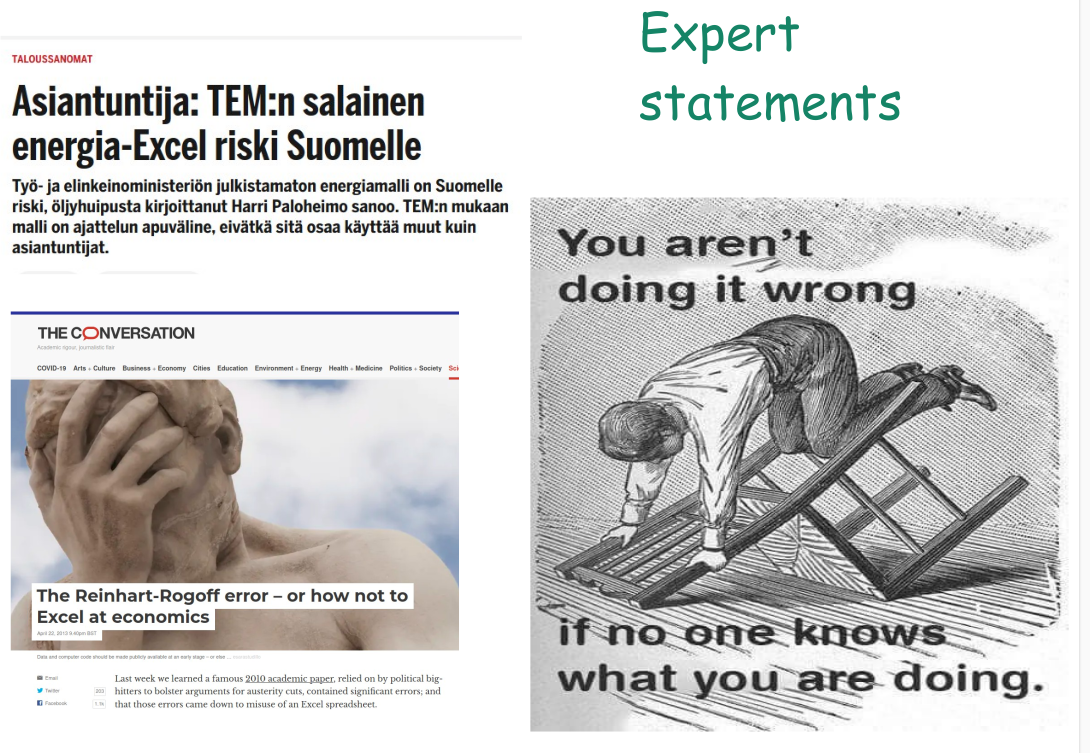 Expert
statements
TALOUSSANOMAT
Asiantuntija: TEM:n salainen
energia-Excel riski Suomelle
Työ- ja elinkeinoministeriön julkistamaton energiamalli on Suomelle
riski, öljyhuipusta kirjoittanut Harri Paloheimo sanoo. TEM:n mukaan
malli on ajattelun apuväline, eivätkä sitä osaa käyttää muut kuin
asiantuntijat.
THE CONVERSATION
Academic rigour, journalistic flair
COVID-19 Arts + Culture Business + Economy Cities Education Environment + Energy Health + Medicine Politics + Society Sci
The Reinhart-Rogoff error – or how not to
Excel at economics
April 22, 2013 9.40pm BST
Data and computer code should be made publicly available at an early stage – or else …
Email
Twitter 203
Facebook 1.7k
Last week we learned a famous 2010 academic paper, relied on by political big-
hitters to bolster arguments for austerity cuts, contained significant errors; and
that those errors came down to misuse of an Excel spreadsheet.
You aren't
doing it wrong
if no one knows
what you are doing.